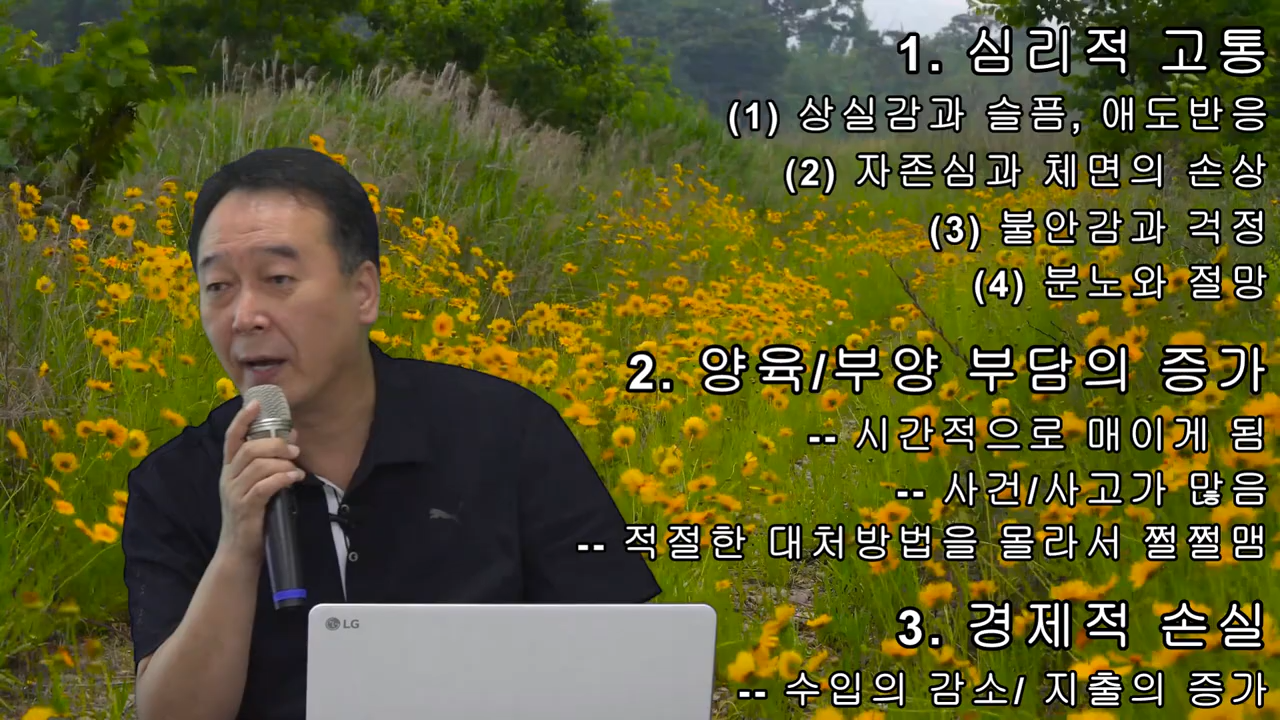 1. 심리적 고통
(1) 상실감과 슬픔, 애도반응
(2) 자존심과 체면의 손상
(3) 불안감과 걱정
(4) 분노와 절망
2. 양육/부양 부담의 증가
-- 시간적으로 매이게 됨
-- 사건/사고가 많음
-- 적절한 대처방법을 몰라서 쩔쩔맴
3. 경제적 손실
-- 수입의 감소/ 지출의 증가
LG